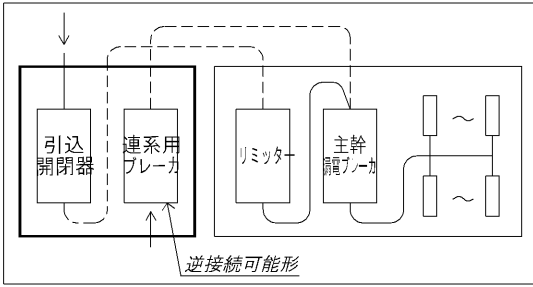 引込
開閉器
連系用
ブレーカ
リミッター
主幹
漏電ブレーカ
～
～
逆接続可能形